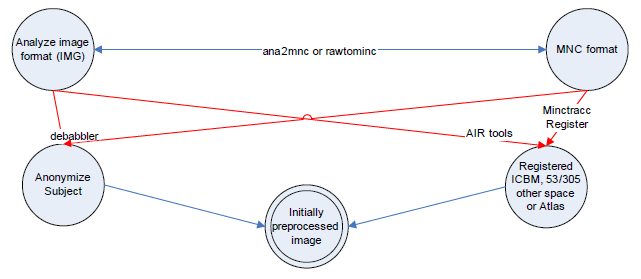 Analyze image
format (IMG)
ana2mnc or rawtominc
MNC format
Minctracc
Register
debabbler
AIR tools
Anonymize
Subject
Registered
ICBM, 53/305
other space
or Atlas
Initially
preprocessed
image